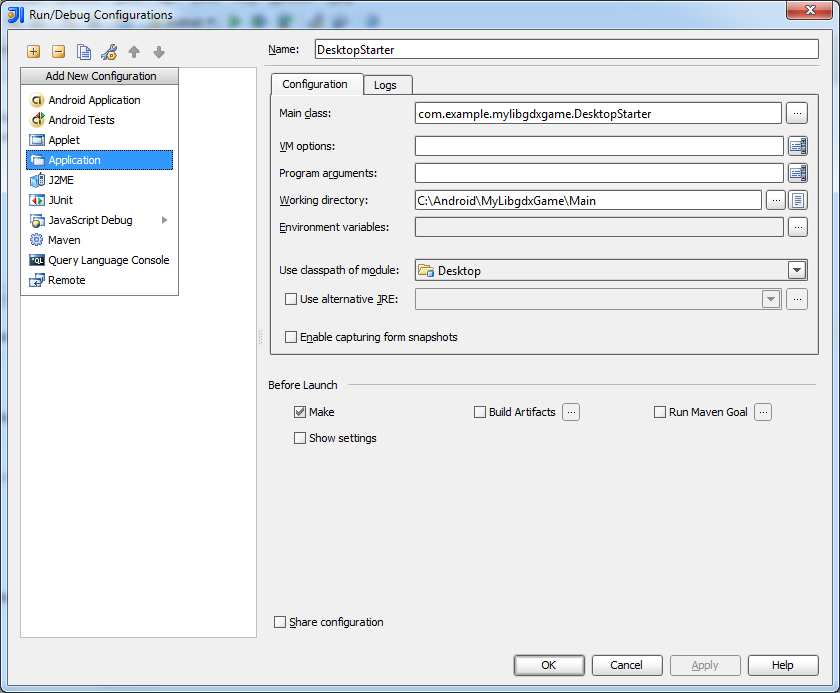 Run/Debug Configurations
Name: DesktopStarter
Add New Configuration
Android Application
Android Tests
Applet
Application
J2ME
JUnit
JavaScript Debug
Maven
Query Language Console
Remote
Configuration Logs
Main class: com.example.mylibgdxgame.DesktopStarter ...
VM options:
Program arguments:
Working directory: C:\Android\MyLibgdxGame\Main ...
Environment variables: ...
Use classpath of module: Desktop
Use alternative JRE: ...
Enable capturing form snapshots
Before Launch
Make Build Artifacts ... Run Maven Goal ...
Show settings
Share configuration
OK Cancel Apply Help